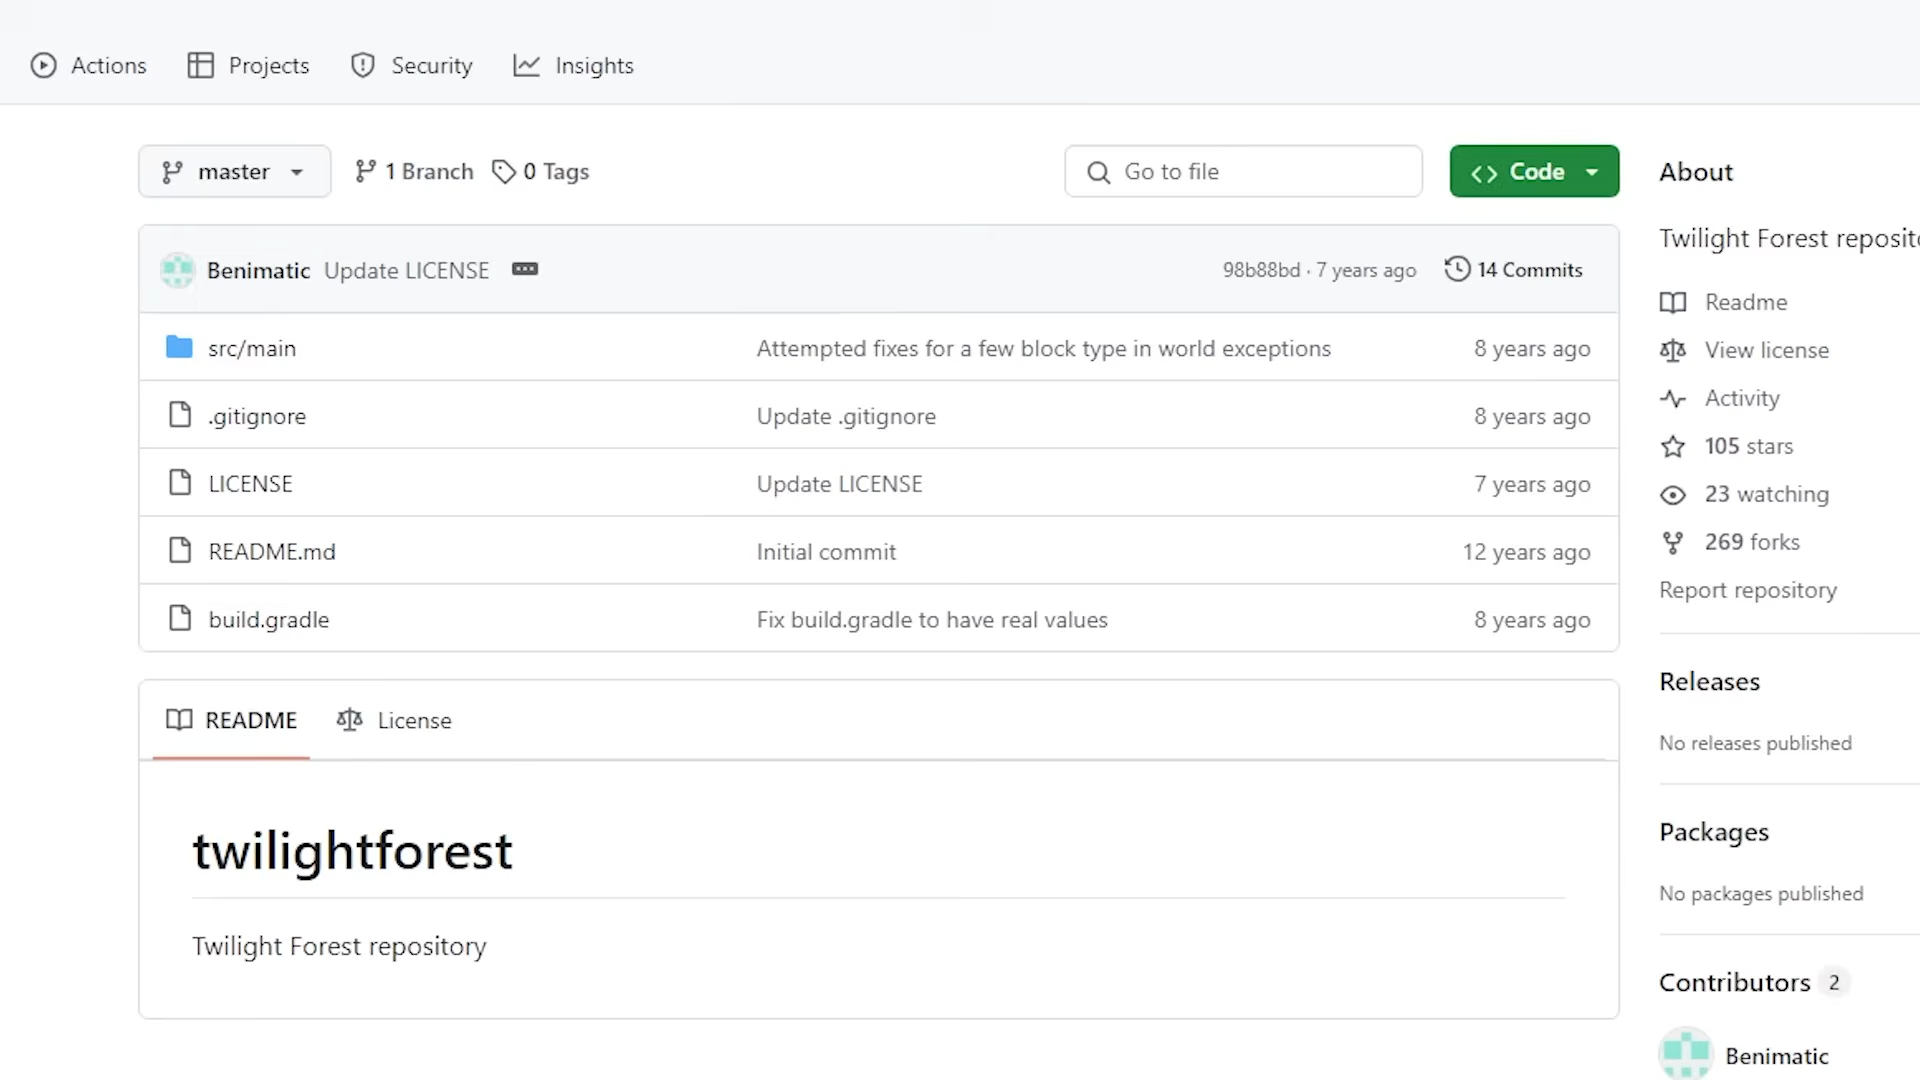 Actions Projects Security Insights
master 1 Branch 0 Tags Go to file Code
Benimatic Update LICENSE 98b88bd · 7 years ago 14 Commits
src/main Attempted fixes for a few block type in world exceptions 8 years ago
.gitignore Update .gitignore 8 years ago
LICENSE Update LICENSE 7 years ago
README.md Initial commit 12 years ago
build.gradle Fix build.gradle to have real values 8 years ago
README License
twilightforest
Twilight Forest repository
About
Twilight Forest reposito
Readme
View license
Activity
105 stars
23 watching
269 forks
Report repository
Releases
No releases published
Packages
No packages published
Contributors 2
Benimatic